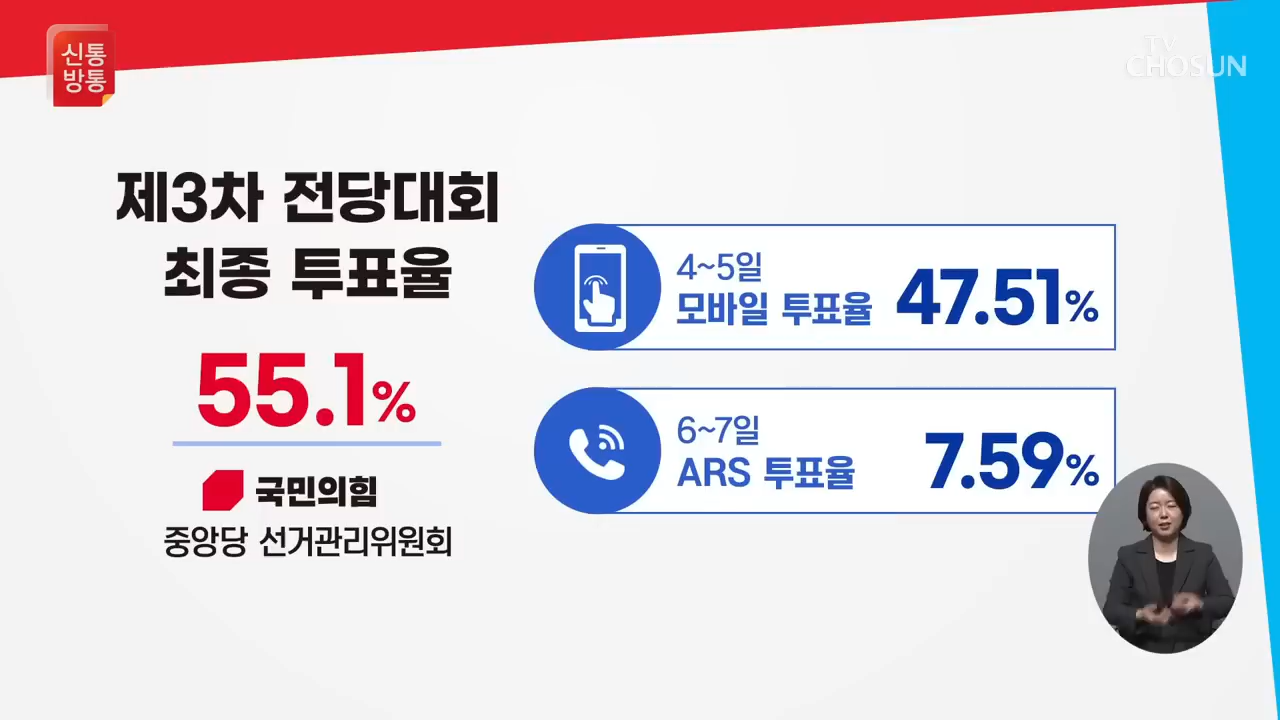 신통
방통
TV
CHOSUN
제3차 전당대회
최종 투표율
55.1%
국민의힘
중앙당 선거관리위원회
4~5일
모바일 투표율
47.51%
6~7일
ARS 투표율
7.59%